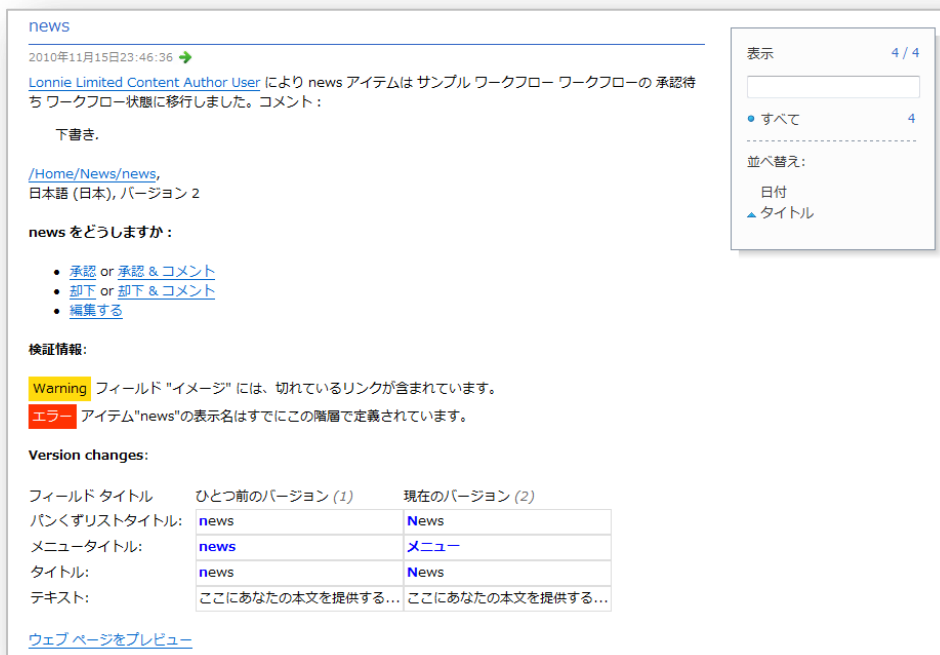 news
2010年11月15日23:46:36
Lonnie Limited Content Author User により news アイテムは サンプル ワークフロー ワークフローの 承認待
ち ワークフロー状態に移行しました。コメント :
下書き.
/Home/News/news,
日本語 (日本), バージョン 2
news をどうしますか :
承認 or 承認 & コメント
却下 or 却下 & コメント
編集する
検証情報:
Warning フィールド "イメージ" には、切れているリンクが含まれています。
エラー アイテム"news"の表示名はすでにこの階層で定義されています。
Version changes:
フィールド タイトル ひとつ前のバージョン (1) 現在のバージョン (2)
パンくずリストタイトル: news News
メニュータイトル: news メニュー
タイトル: news News
テキスト: ここにあなたの本文を提供する... ここにあなたの本文を提供する...
ウェブ ページをプレビュー
表示 4 / 4
すべて 4
並べ替え:
日付
タイトル